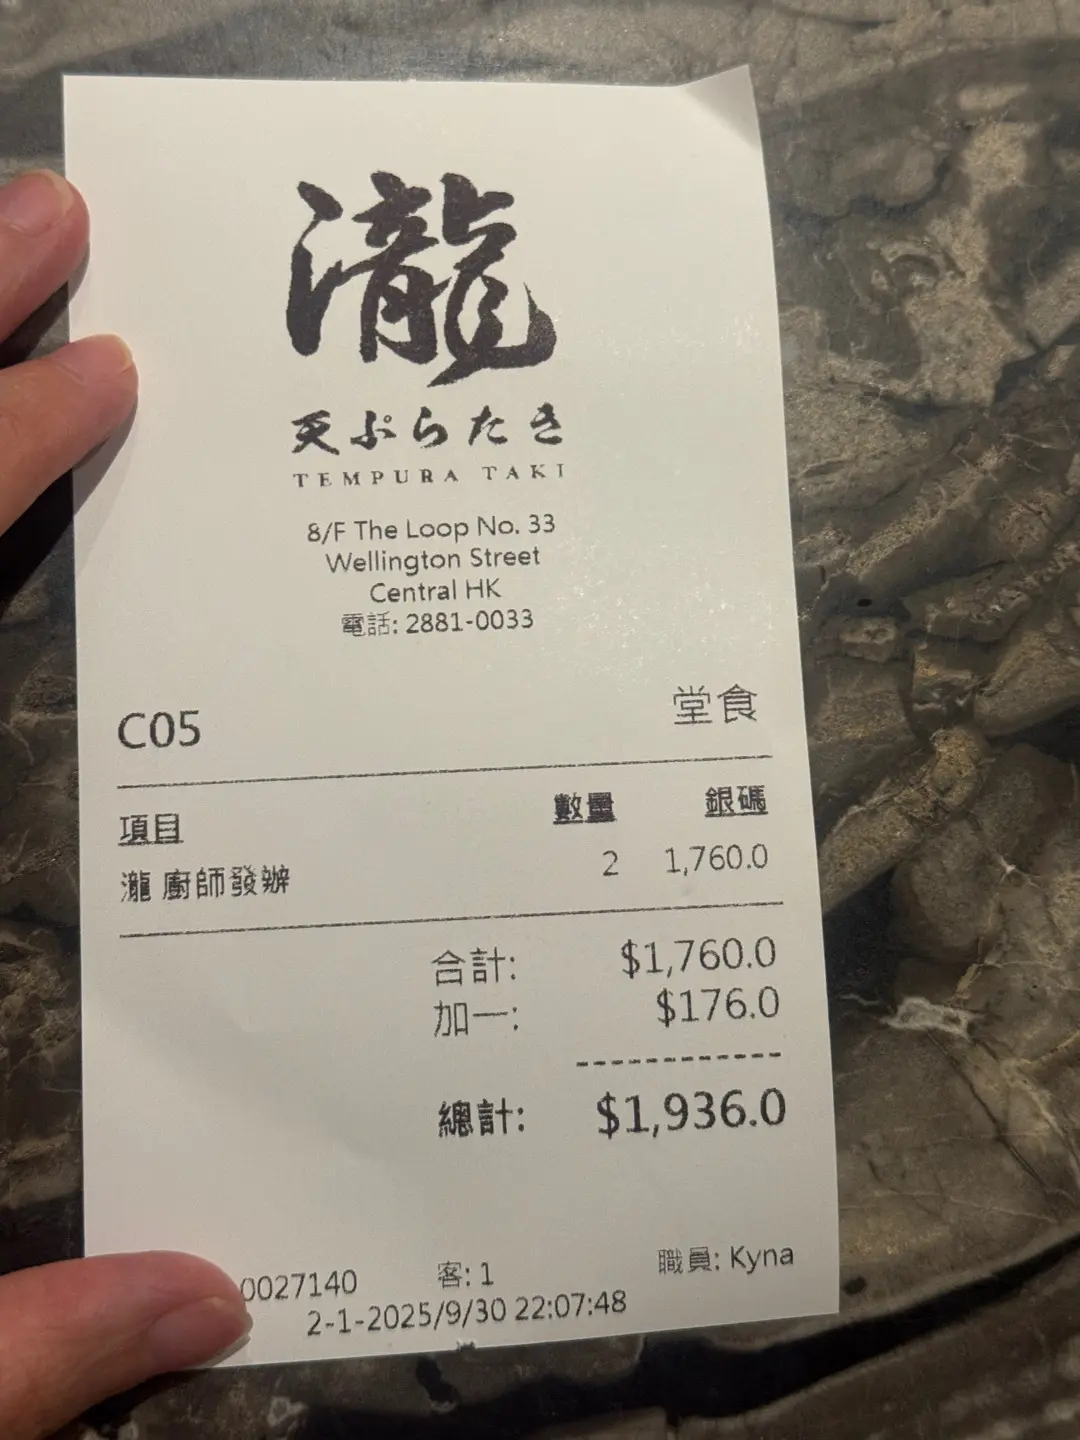 瀧
天ぷらたき
TEMPURA TAKI
8/F The Loop No. 33
Wellington Street
Central HK
電話: 2881-0033
C05 堂食
項目 數量 銀碼
瀧 廚師發辦 2 1,760.0
合計: $1,760.0
加一: $176.0
------------
總計: $1,936.0
0027140 客: 1 職員: Kyna
2-1-2025/9/30 22:07:48